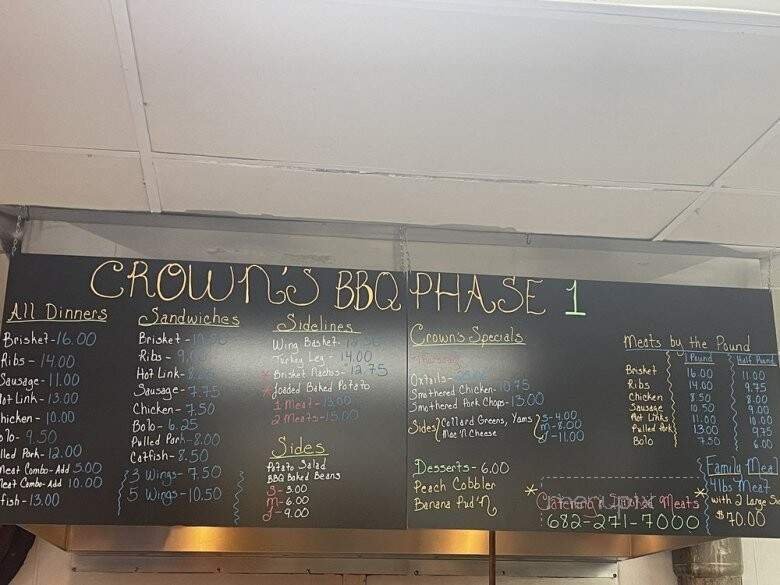 CROWN'S BBQ PHASE 1
All Dinners
Brisket - 16.00
Ribs - 14.00
Sausage - 11.00
Hot Link - 13.00
hicken - 10.00
olo - 9.50
lled Pork - 12.00
Meat Combo - Add 5.00
Meat Combo - Add 10.00
fish - 13.00
Sandwiches
Brisket -
Ribs -
Hot Link -
Sausage - 7.75
Chicken - 7.50
Bolo - 6.25
Pulled Pork - 8.00
Catfish - 8.50
3 Wings - 7.50
5 Wings - 10.50
Sidelines
Wing Basket -
Turkey Leg - 14.00
* Brisket Nachos - 12.75
* Loaded Baked Potato
1 Meat - 13.00
2 Meats - 15.00
Sides
Potato Salad
BBQ Baked Beans
S - 3.00
M - 6.00
L - 9.00
Crown's Specials
Oxtails -
Smothered Chicken - 10.75
Smothered Pork Chops - 13.00
Sides Collard Greens, Yams
Mac N Cheese
S - 4.00
M - 8.00
L - 11.00
Desserts - 6.00
Peach Cobbler
Banana Pud'N
Meats by the Pound
1 Pound Half Pound
Brisket 16.00 11.00
Ribs 14.00 9.75
Chicken 8.50 8.00
Sausage 10.50 9.00
Hot Links 11.00
Pulled Pork 13.00 9.75
Bolo 7.50 6.00
* Catering & Smoked Meats *
682-271-7000
Family Meal
4lbs Meat
with 2 Large S
$70.00
menupix